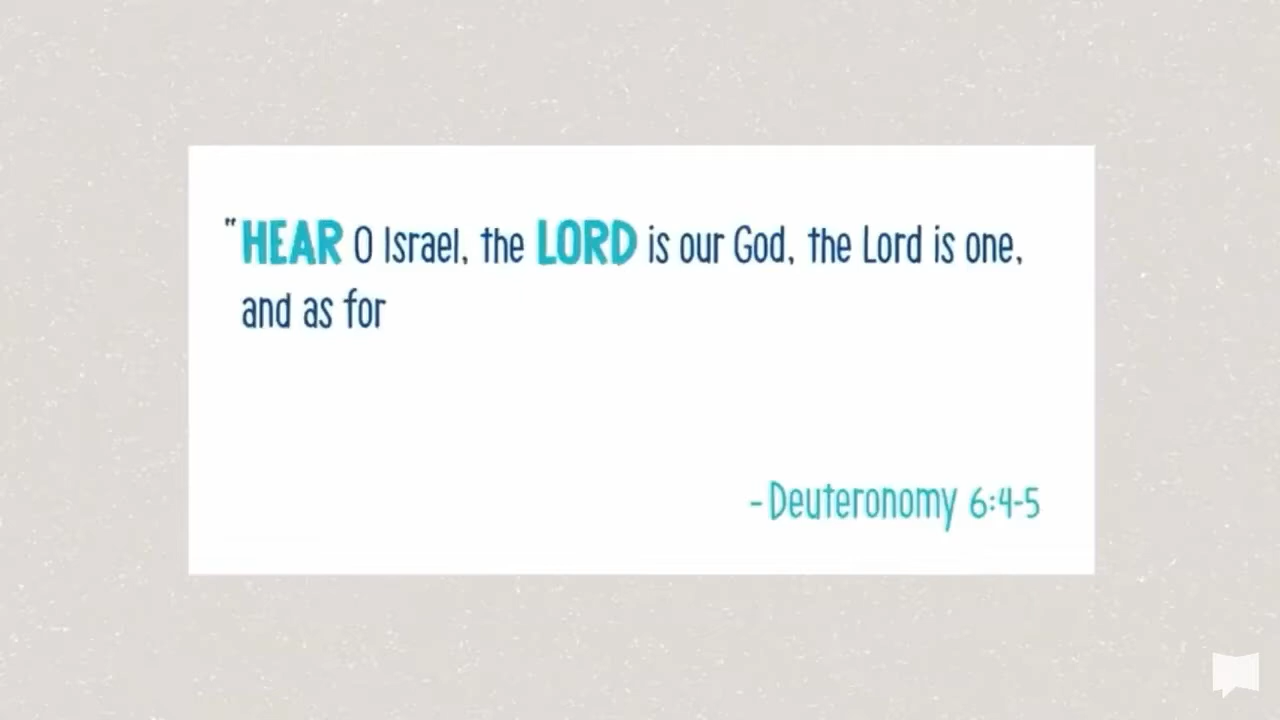 "HEAR O Israel, the LORD is our God, the Lord is one,
and as for
-Deuteronomy 6:4-5